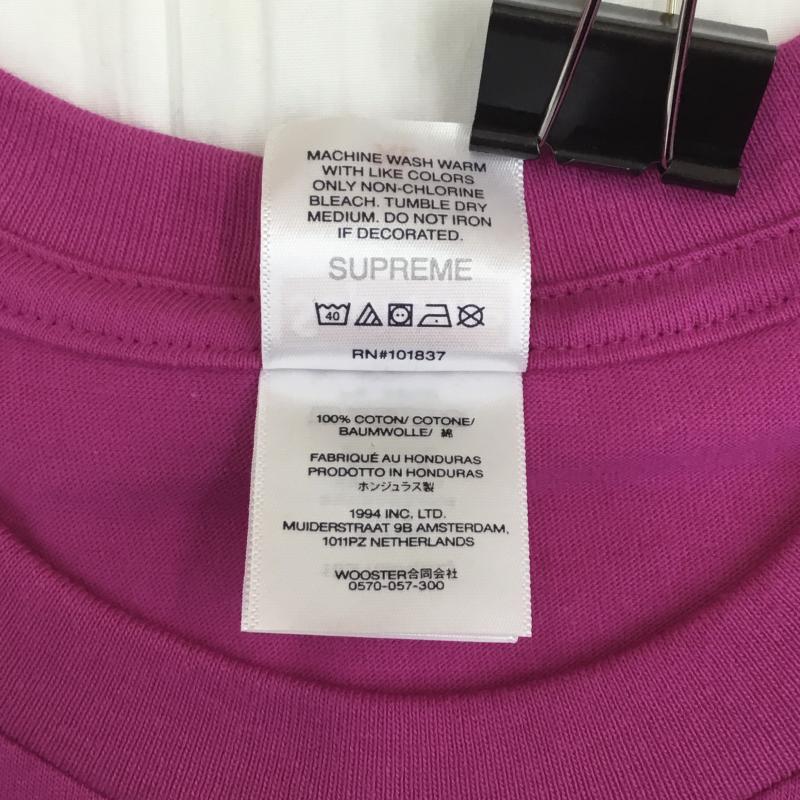 MACHINE WASH WARM
WITH LIKE COLORS
ONLY NON-CHLORINE
BLEACH. TUMBLE DRY
MEDIUM. DO NOT IRON
IF DECORATED.
SUPREME
40
RN#101837
100% COTON/ COTONE/
BAUMWOLLE/ 綿
FABRIQUÉ AU HONDURAS
PRODOTTO IN HONDURAS
ホンジュラス製
1994 INC, LTD.
MUIDERSTRAAT 9B AMSTERDAM,
1011PZ NETHERLANDS
WOOSTER合同会社
0570-057-300